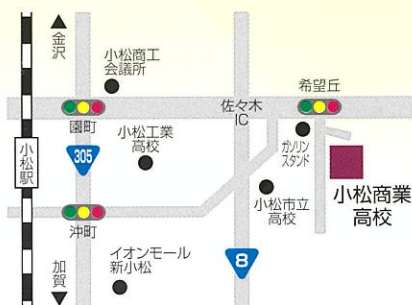 ▲
金沢
小松商工
会議所
希望丘
佐々木
IC
園町
小松工業
高校
ガソリン
スタンド
305
小松駅
小松商業
高校
小松市立
高校
沖町
イオンモール
新小松
8
加賀
▼